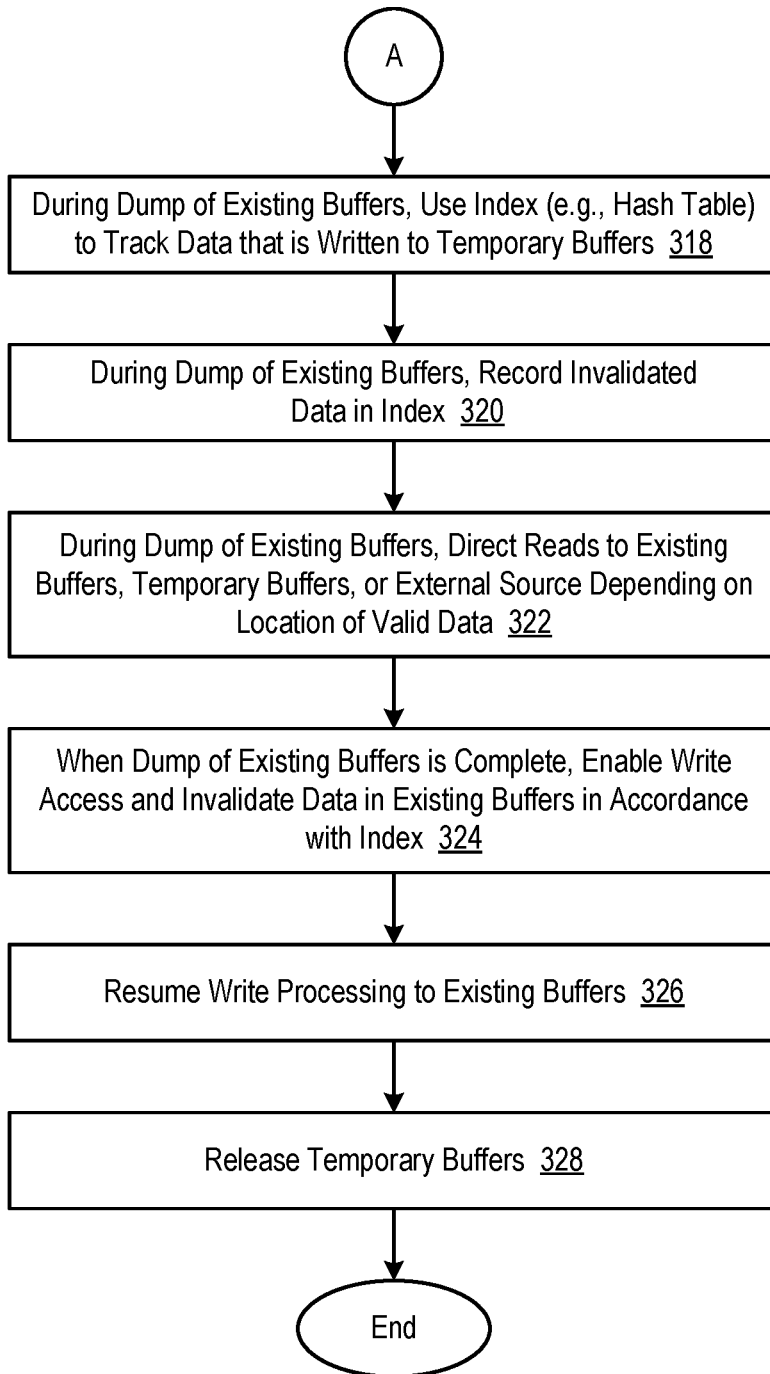 A
During Dump of Existing Buffers, Use Index (e.g., Hash Table)
to Track Data that is Written to Temporary Buffers 318
During Dump of Existing Buffers, Record Invalidated
Data in Index 320
During Dump of Existing Buffers, Direct Reads to Existing
Buffers, Temporary Buffers, or External Source Depending on
Location of Valid Data 322
When Dump of Existing Buffers is Complete, Enable Write
Access and Invalidate Data in Existing Buffers in Accordance
with Index 324
Resume Write Processing to Existing Buffers 326
Release Temporary Buffers 328
End